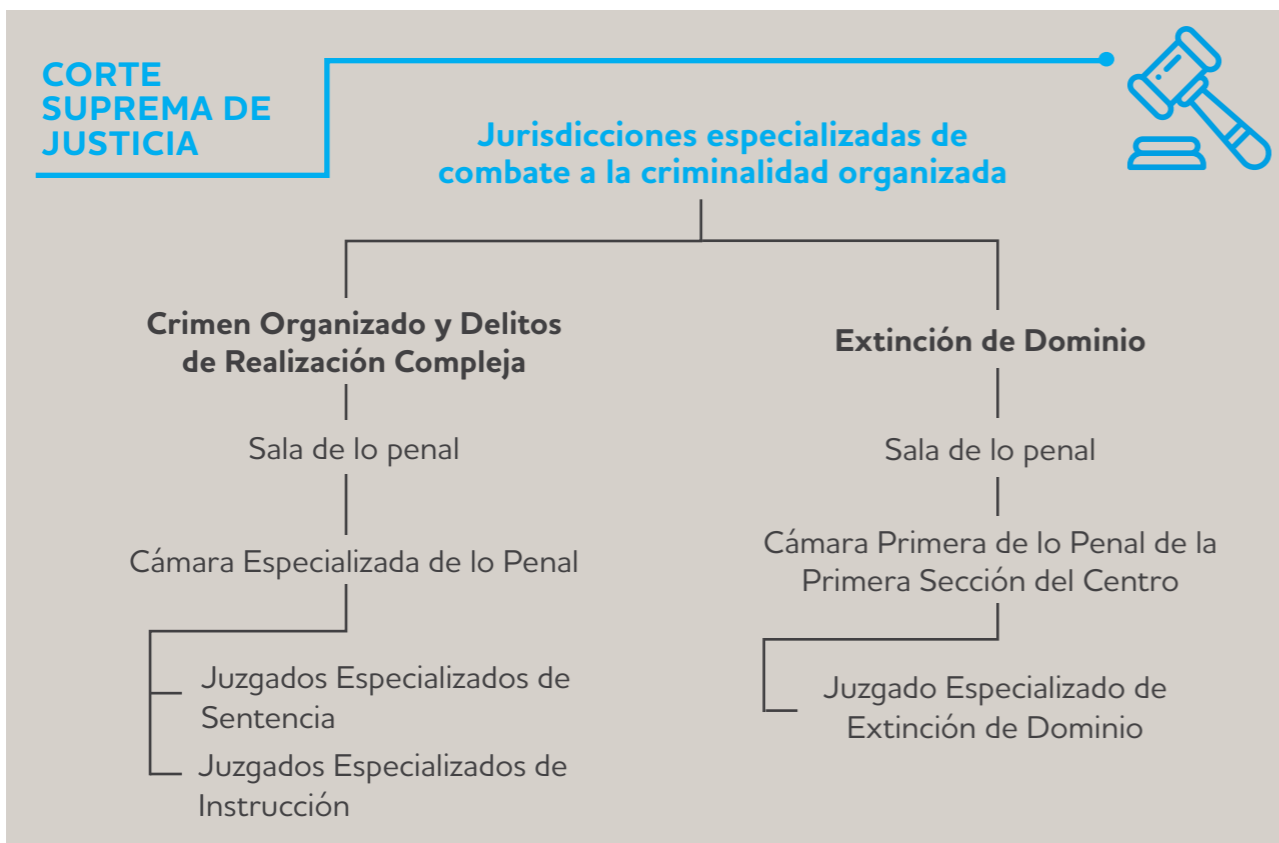 CORTE
SUPREMA DE
JUSTICIA
Jurisdicciones especializadas de
combate a la criminalidad organizada
Crimen Organizado y Delitos
de Realización Compleja
Sala de lo penal
Cámara Especializada de lo Penal
Juzgados Especializados de
Sentencia
Juzgados Especializados de
Instrucción
Extinción de Dominio
Sala de lo penal
Cámara Primera de lo Penal de la
Primera Sección del Centro
Juzgado Especializado de
Extinción de Dominio